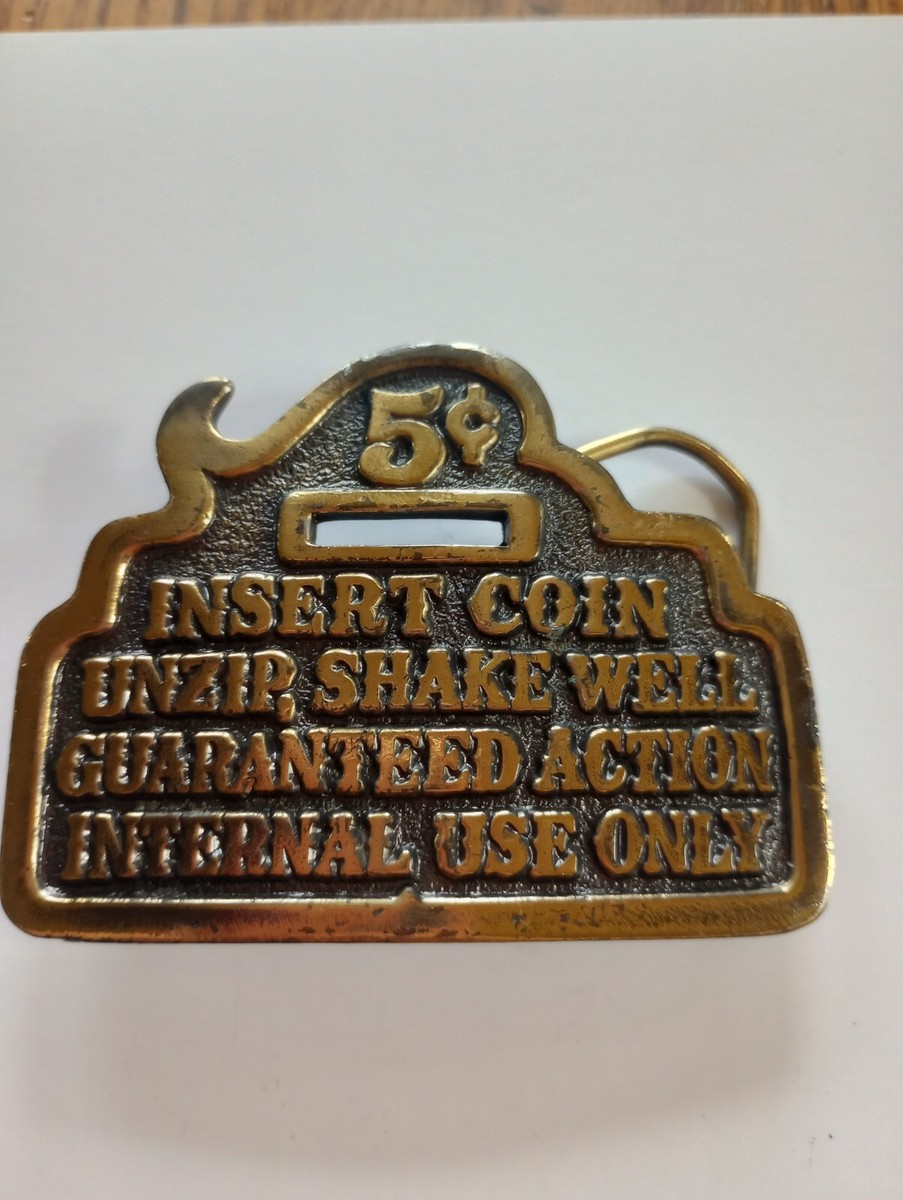 5¢
INSERT COIN
UNZIP, SHAKE WELL
GUARANTEED ACTION
INTERNAL USE ONLY